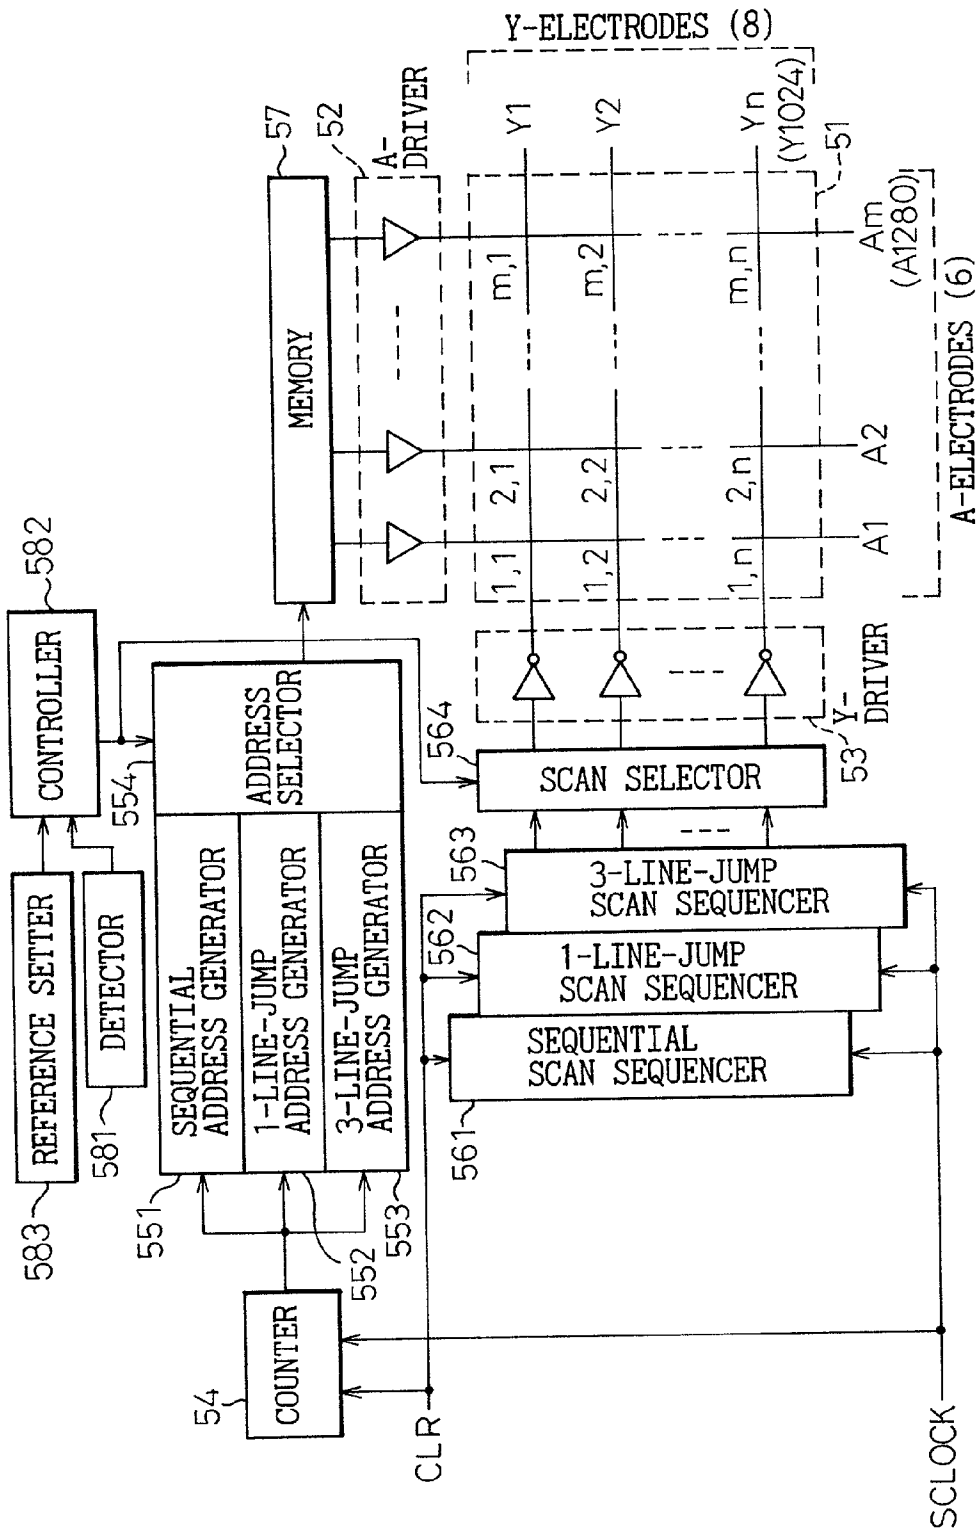 583
REFERENCE SETTER
581
DETECTOR
582
CONTROLLER
54
COUNTER
551
SEQUENTIAL
ADDRESS GENERATOR
552
1-LINE-JUMP
ADDRESS GENERATOR
553
3-LINE-JUMP
ADDRESS GENERATOR
554
ADDRESS
SELECTOR
57
MEMORY
52
A-
DRIVER
CLR
SCLOCK
561
SEQUENTIAL
SCAN SEQUENCER
562
1-LINE-JUMP
SCAN SEQUENCER
563
3-LINE-JUMP
SCAN SEQUENCER
564
SCAN SELECTOR
53
Y-
DRIVER
1,1
2,1
m,1
1,2
2,2
m,2
1,n
2,n
m,n
Y-ELECTRODES (8)
Y1
Y2
Yn
(Y1024)
51
A1
A2
Am
(A1280)
A-ELECTRODES (6)